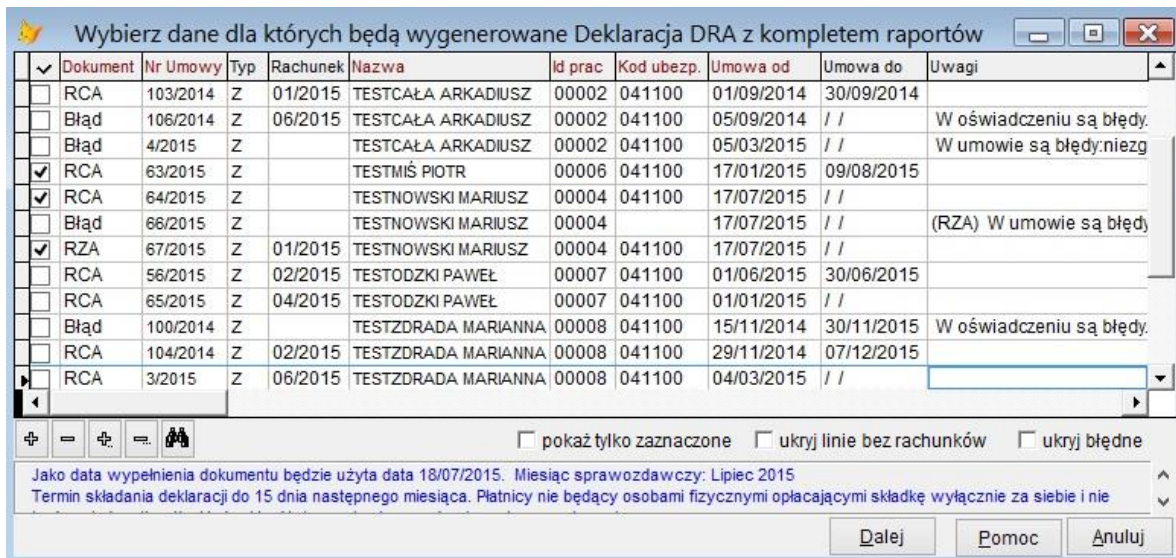 Wybierz dane dla których będą wygenerowane Deklaracja DRA z kompletem raportów
Dokument Nr Umowy Typ Rachunek Nazwa Id prac Kod ubezp. Umowa od Umowa do Uwagi
RCA 103/2014 Z 01/2015 TESTCAŁA ARKADIUSZ 00002 041100 01/09/2014 30/09/2014
Błąd 106/2014 Z 06/2015 TESTCAŁA ARKADIUSZ 00002 041100 05/09/2014 / / W oświadczeniu są błędy.
Błąd 4/2015 Z TESTCAŁA ARKADIUSZ 00002 041100 05/03/2015 / / W umowie są błędy:niezg
RCA 63/2015 Z TESTMIŚ PIOTR 00006 041100 17/01/2015 09/08/2015
RCA 64/2015 Z TESTNOWSKI MARIUSZ 00004 041100 17/07/2015 / /
Błąd 66/2015 Z TESTNOWSKI MARIUSZ 00004 17/07/2015 / / (RZA) W umowie są błędy
RZA 67/2015 Z 01/2015 TESTNOWSKI MARIUSZ 00004 041100 17/07/2015 / /
RCA 56/2015 Z 02/2015 TESTODZKI PAWEŁ 00007 041100 01/06/2015 30/06/2015
RCA 65/2015 Z 04/2015 TESTODZKI PAWEŁ 00007 041100 01/01/2015 / /
Błąd 100/2014 Z TESTZDRADA MARIANNA 00008 041100 15/11/2014 30/11/2015 W oświadczeniu są błędy.
RCA 104/2014 Z 02/2015 TESTZDRADA MARIANNA 00008 041100 29/11/2014 07/12/2015
RCA 3/2015 Z 06/2015 TESTZDRADA MARIANNA 00008 041100 04/03/2015 / /
pokaż tylko zaznaczone ukryj linie bez rachunków ukryj błędne
Jako data wypełnienia dokumentu będzie użyta data 18/07/2015. Miesiąc sprawozdawczy: Lipiec 2015
Termin składania deklaracji do 15 dnia następnego miesiąca. Płatnicy nie będący osobami fizycznymi opłacającymi składkę wyłącznie za siebie i nie
Dalej Pomoc Anuluj